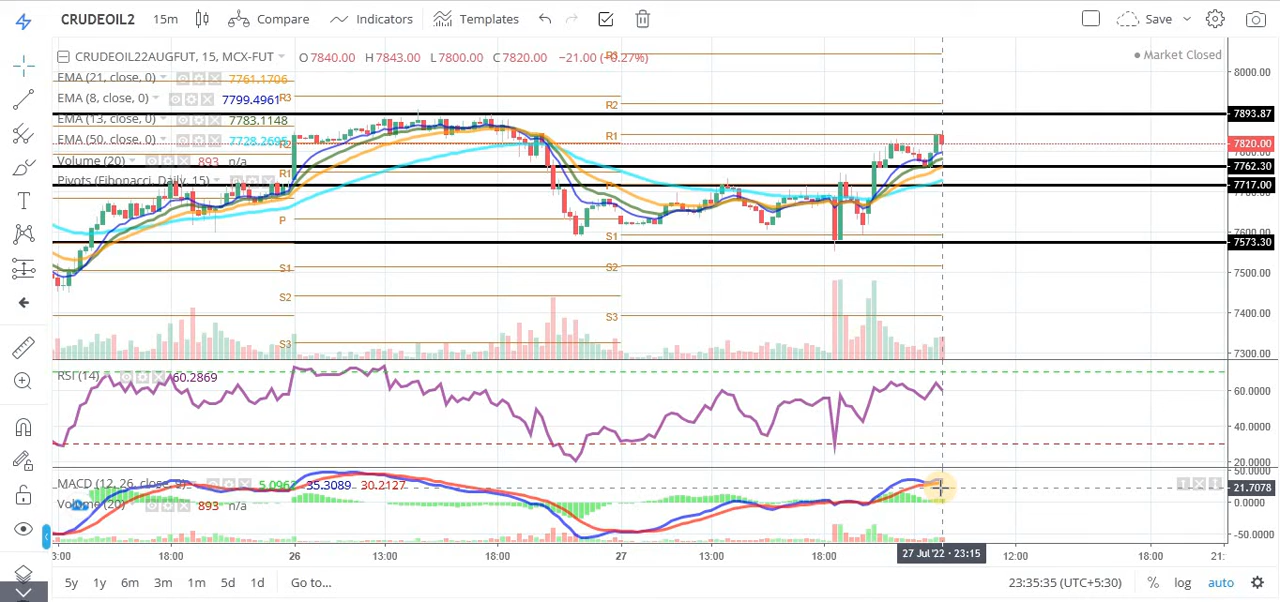 CRUDEOIL2 15m Compare Indicators Templates Save
CRUDEOIL22AUGFUT, 15, MCX-FUT O 7840.00 H 7843.00 L 7800.00 C 7820.00 −21.00 (−0.27%)
Market Closed
EMA (21, close, 0) 7761.1706
EMA (8, close, 0) 7799.4961
EMA (13, close, 0) 7783.1148
EMA (50, close, 0)
Volume (20) 893 n/a
Pivots (Fibonacci, Daily, 15)
R3
R1
P
S1
S2
S3
R2
R1
S1
S2
S3
8000.00
7893.87
7820.00
7762.30
7717.00
7573.30
7500.00
7400.00
7300.00
RSI (14) 60.2869
60.0000
40.0000
20.0000
MACD (12, 26, close, 9) 35.3089 30.2127
Volume (20) 893 n/a
21.7078
0.0000
-50.0000
3:00 18:00 26 13:00 18:00 27 13:00 18:00 27 Jul '22 · 23:15 12:00 18:00 21:
5y 1y 6m 3m 1m 5d 1d Go to... 23:35:35 (UTC+5:30) % log auto